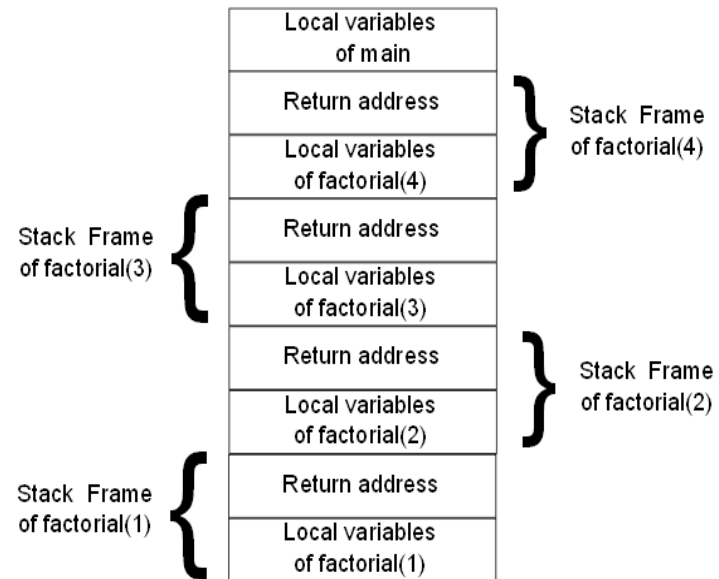 Local variables
of main
Return address
Stack Frame
of factorial(4)
Local variables
of factorial(4)
Stack Frame
of factorial(3)
Return address
Local variables
of factorial(3)
Return address
Stack Frame
of factorial(2)
Local variables
of factorial(2)
Stack Frame
of factorial(1)
Return address
Local variables
of factorial(1)